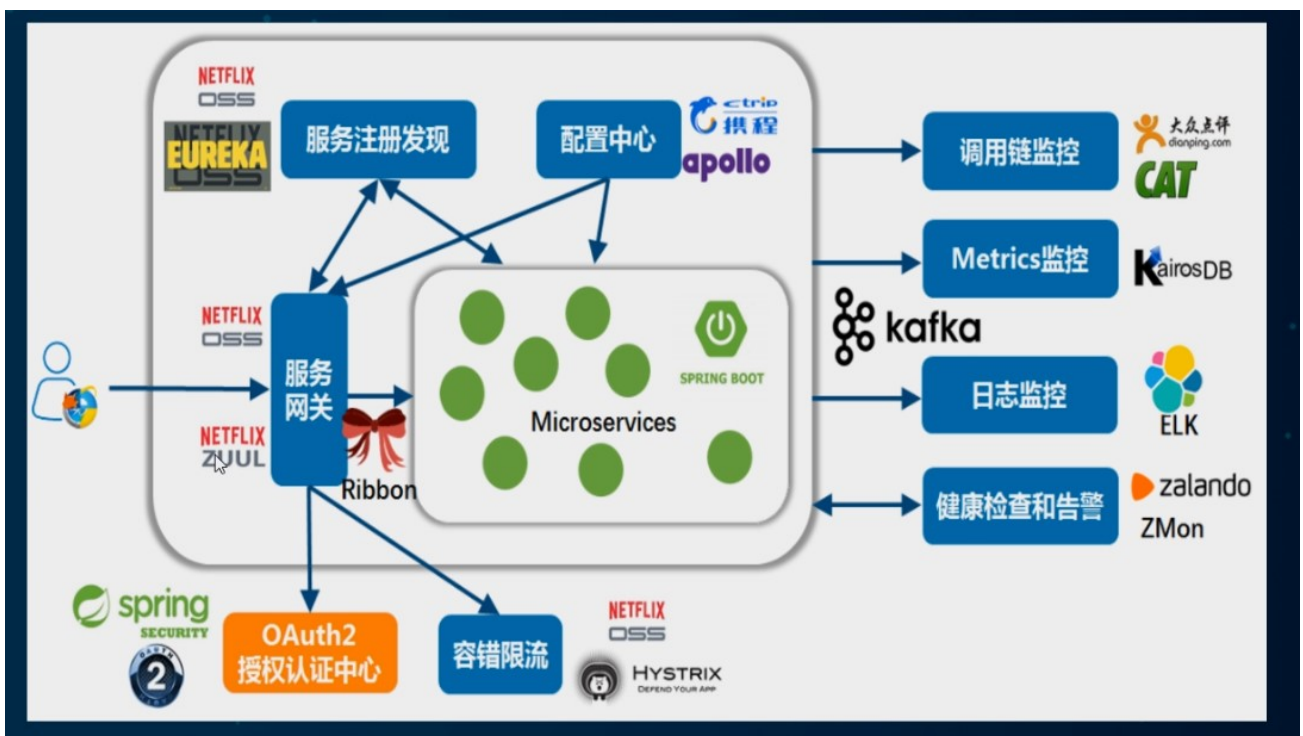 NETFLIX
OSS
NETFLIX
EUREKA
OSS
服务注册发现
配置中心
ctrip
携程
apollo
调用链监控
大众点评
dianping.com
CAT
Metrics监控
KairosDB
NETFLIX
OSS
服务
网关
NETFLIX
ZUUL
Ribbon
SPRING BOOT
Microservices
kafka
日志监控
ELK
健康检查和告警
zalando
ZMon
spring
SECURITY
OAUTH
2
OAuth2
授权认证中心
容错限流
NETFLIX
OSS
HYSTRIX
DEFEND YOUR APP